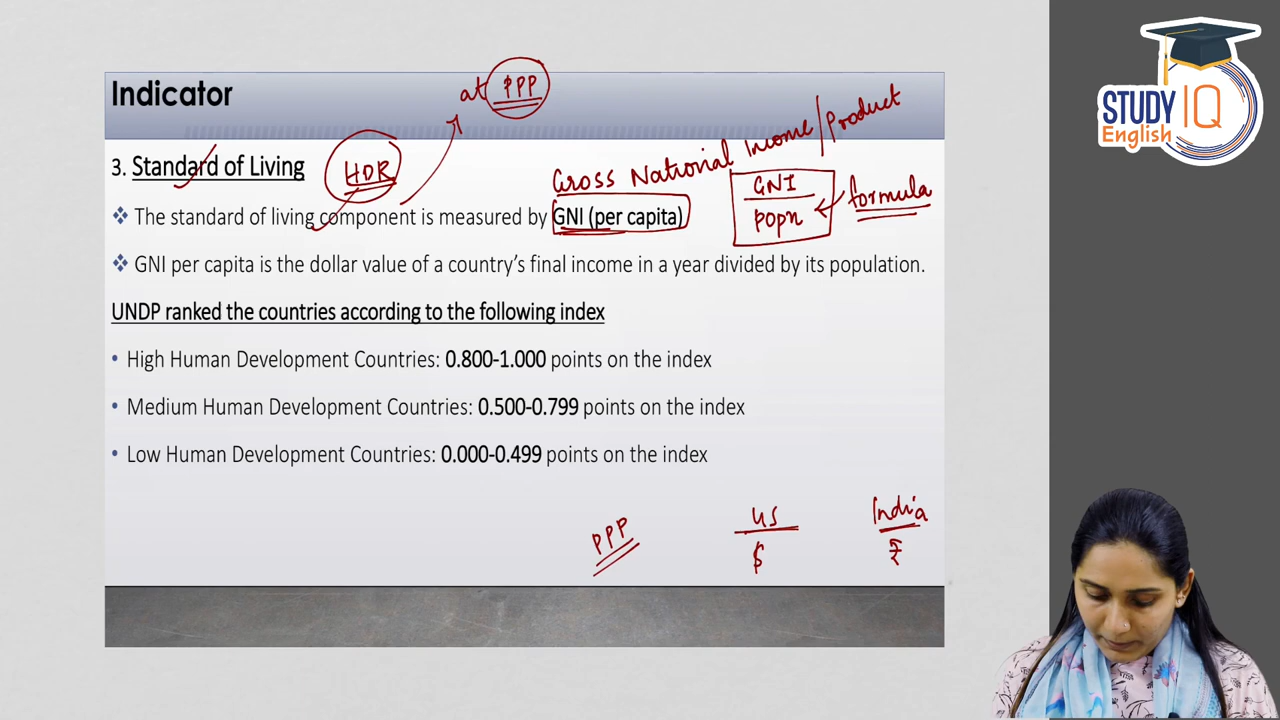 Indicator
at PPP
STUDY IQ
English
3. Standard of Living
HDR
Gross National Income/Product
❖ The standard of living component is measured by GNI (per capita)
GNI
popn
formula
❖ GNI per capita is the dollar value of a country's final income in a year divided by its population.
UNDP ranked the countries according to the following index
• High Human Development Countries: 0.800-1.000 points on the index
• Medium Human Development Countries: 0.500-0.799 points on the index
• Low Human Development Countries: 0.000-0.499 points on the index
PPP
US
$
India
₹